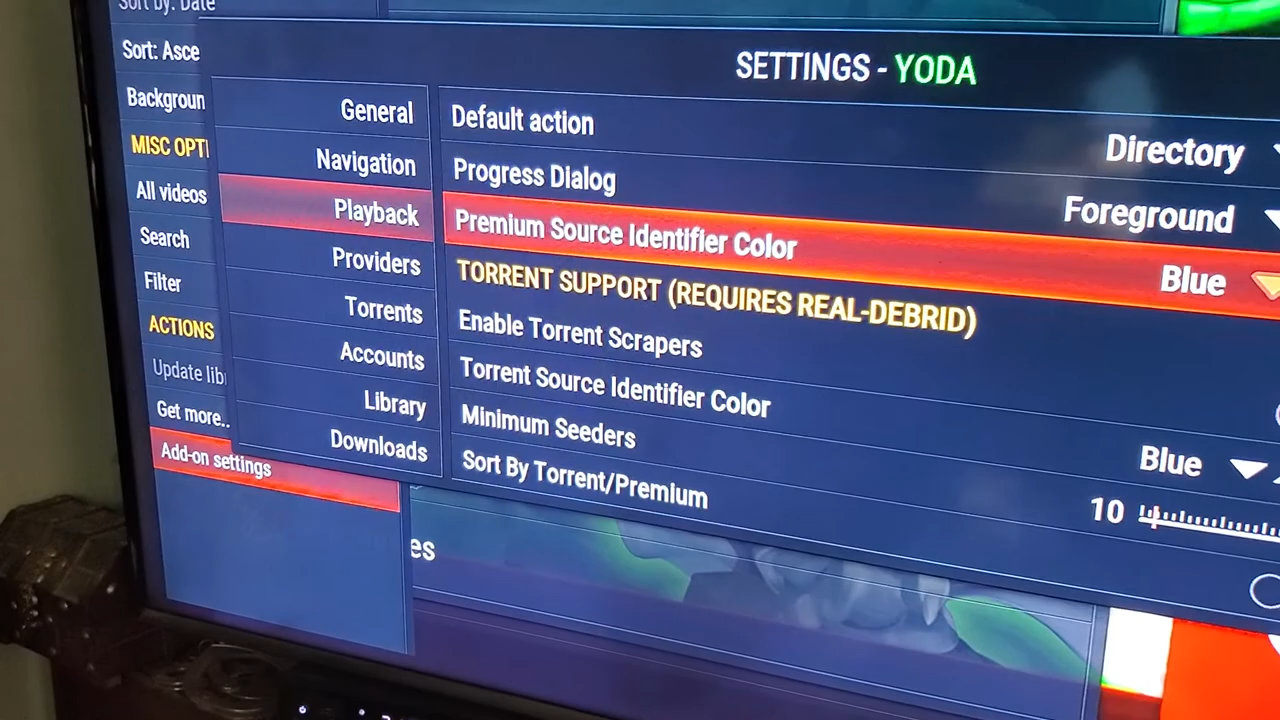 Sort by: Date
Sort: Asce
Backgroun
MISC OPTI
All videos
Search
Filter
ACTIONS
Update libr
Get more..
Add-on settings
SETTINGS - YODA
General
Navigation
Playback
Providers
Torrents
Accounts
Library
Downloads
Default action Directory
Progress Dialog Foreground
Premium Source Identifier Color Blue
TORRENT SUPPORT (REQUIRES REAL-DEBRID)
Enable Torrent Scrapers
Torrent Source Identifier Color Blue
Minimum Seeders 10
Sort By Torrent/Premium
es